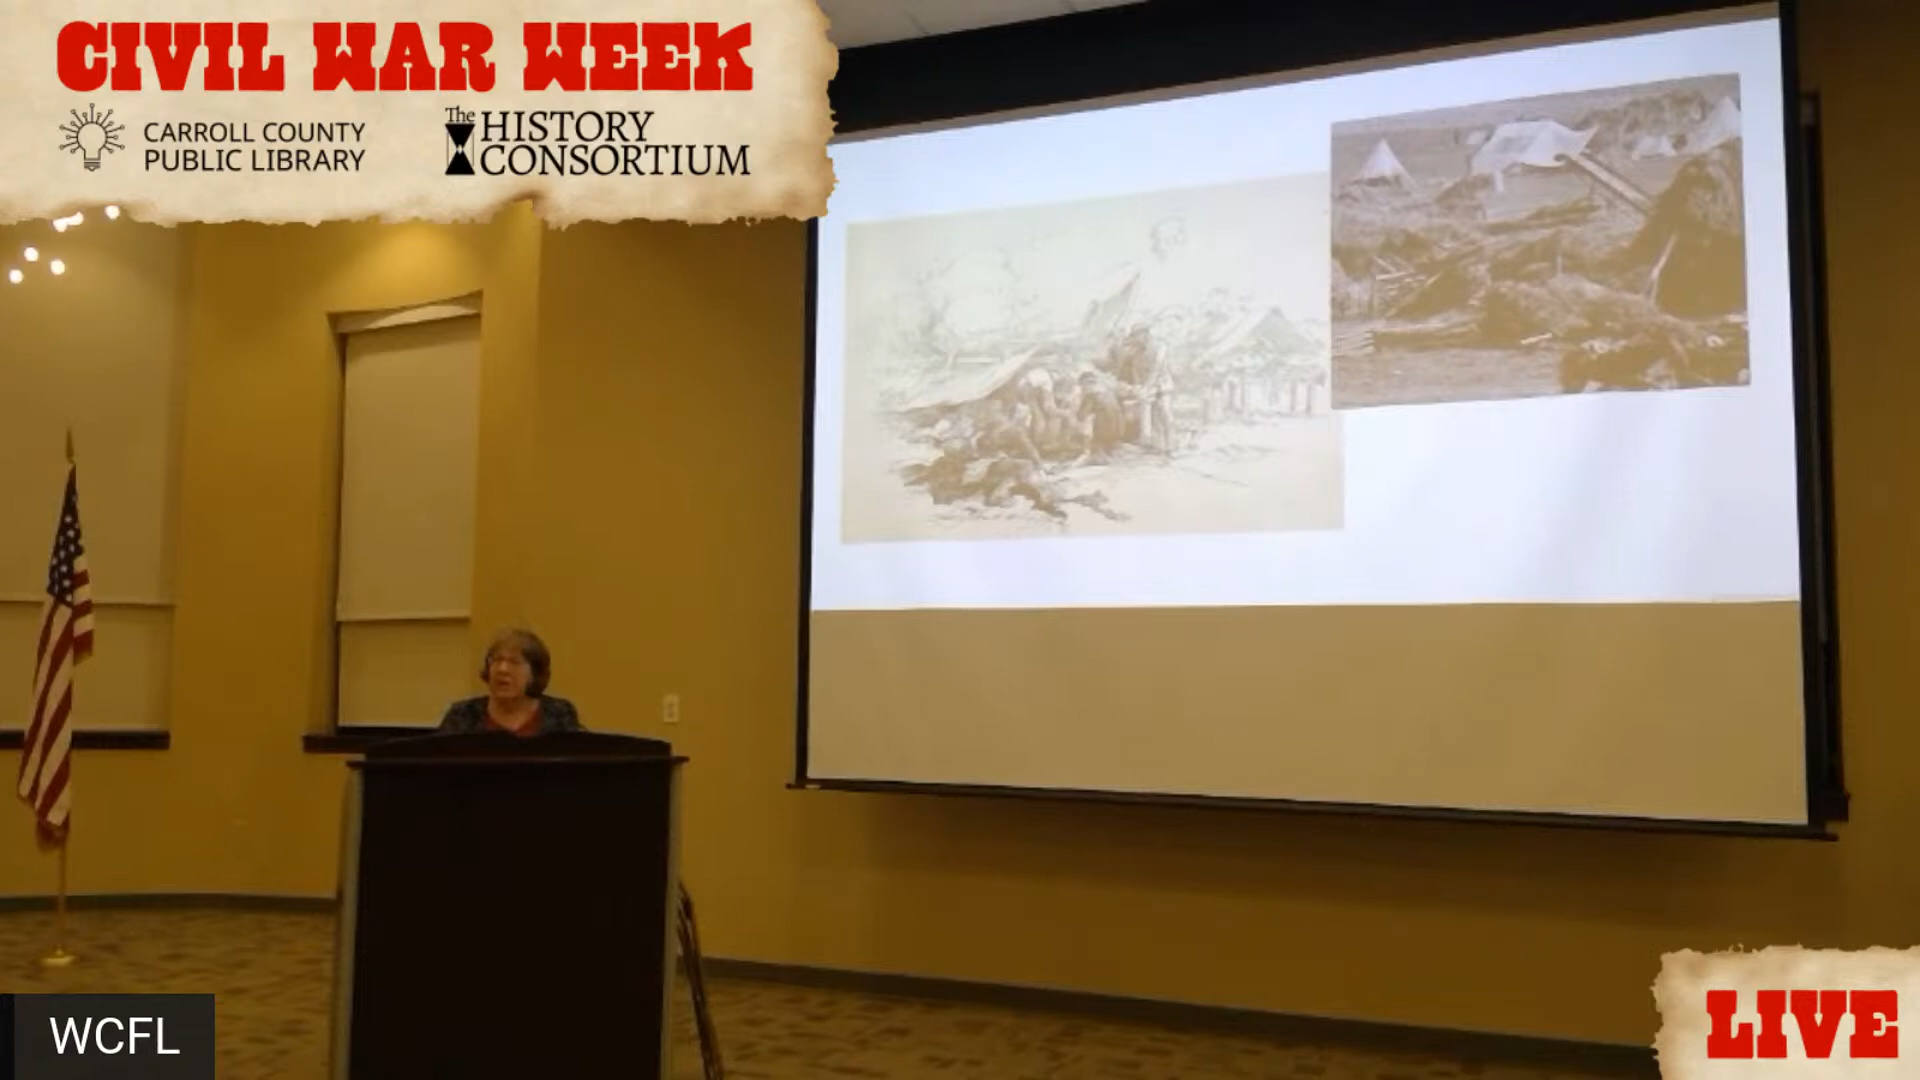 CIVIL WAR WEEK
CARROLL COUNTY
PUBLIC LIBRARY
The
HISTORY
CONSORTIUM
WCFL
LIVE